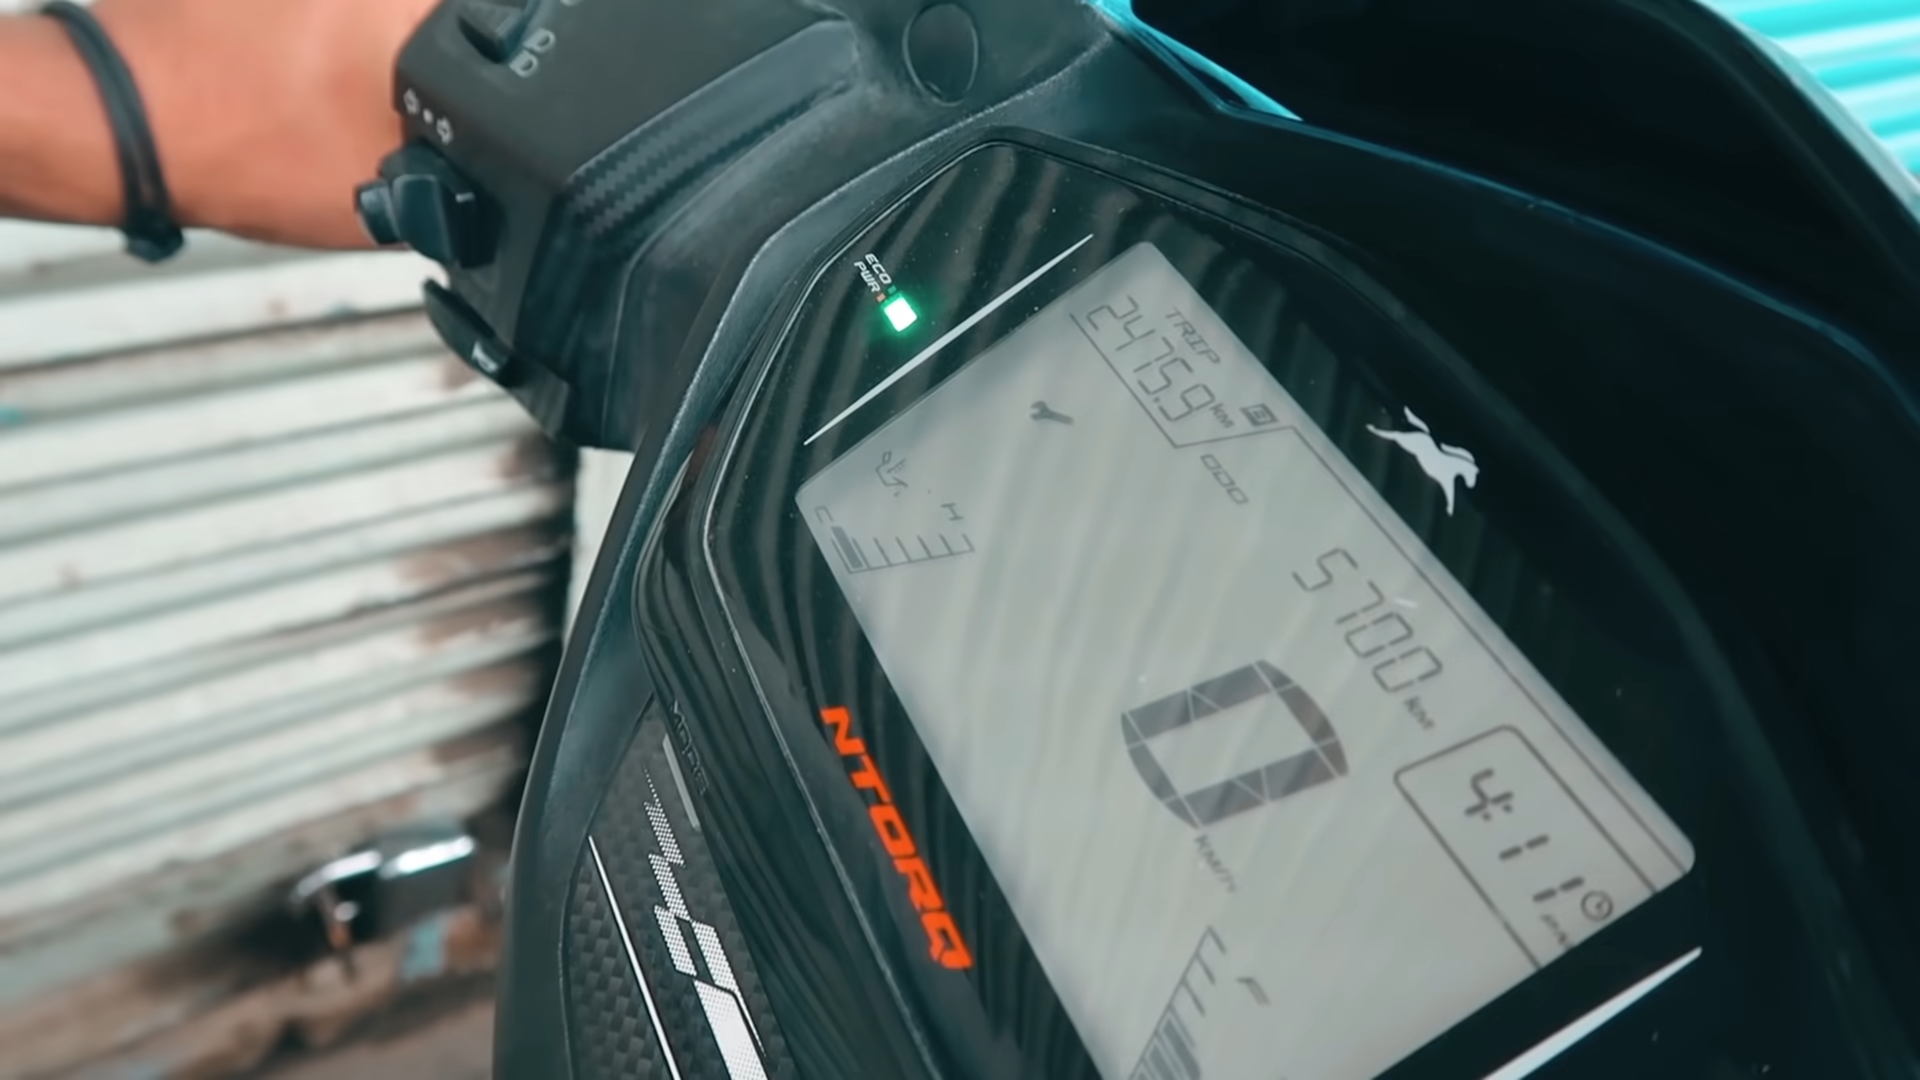 ECO
PWR
TRIP
2475.9 km
ODO
5700 km
C H
0
KM/H
4:11
F
NTORQ